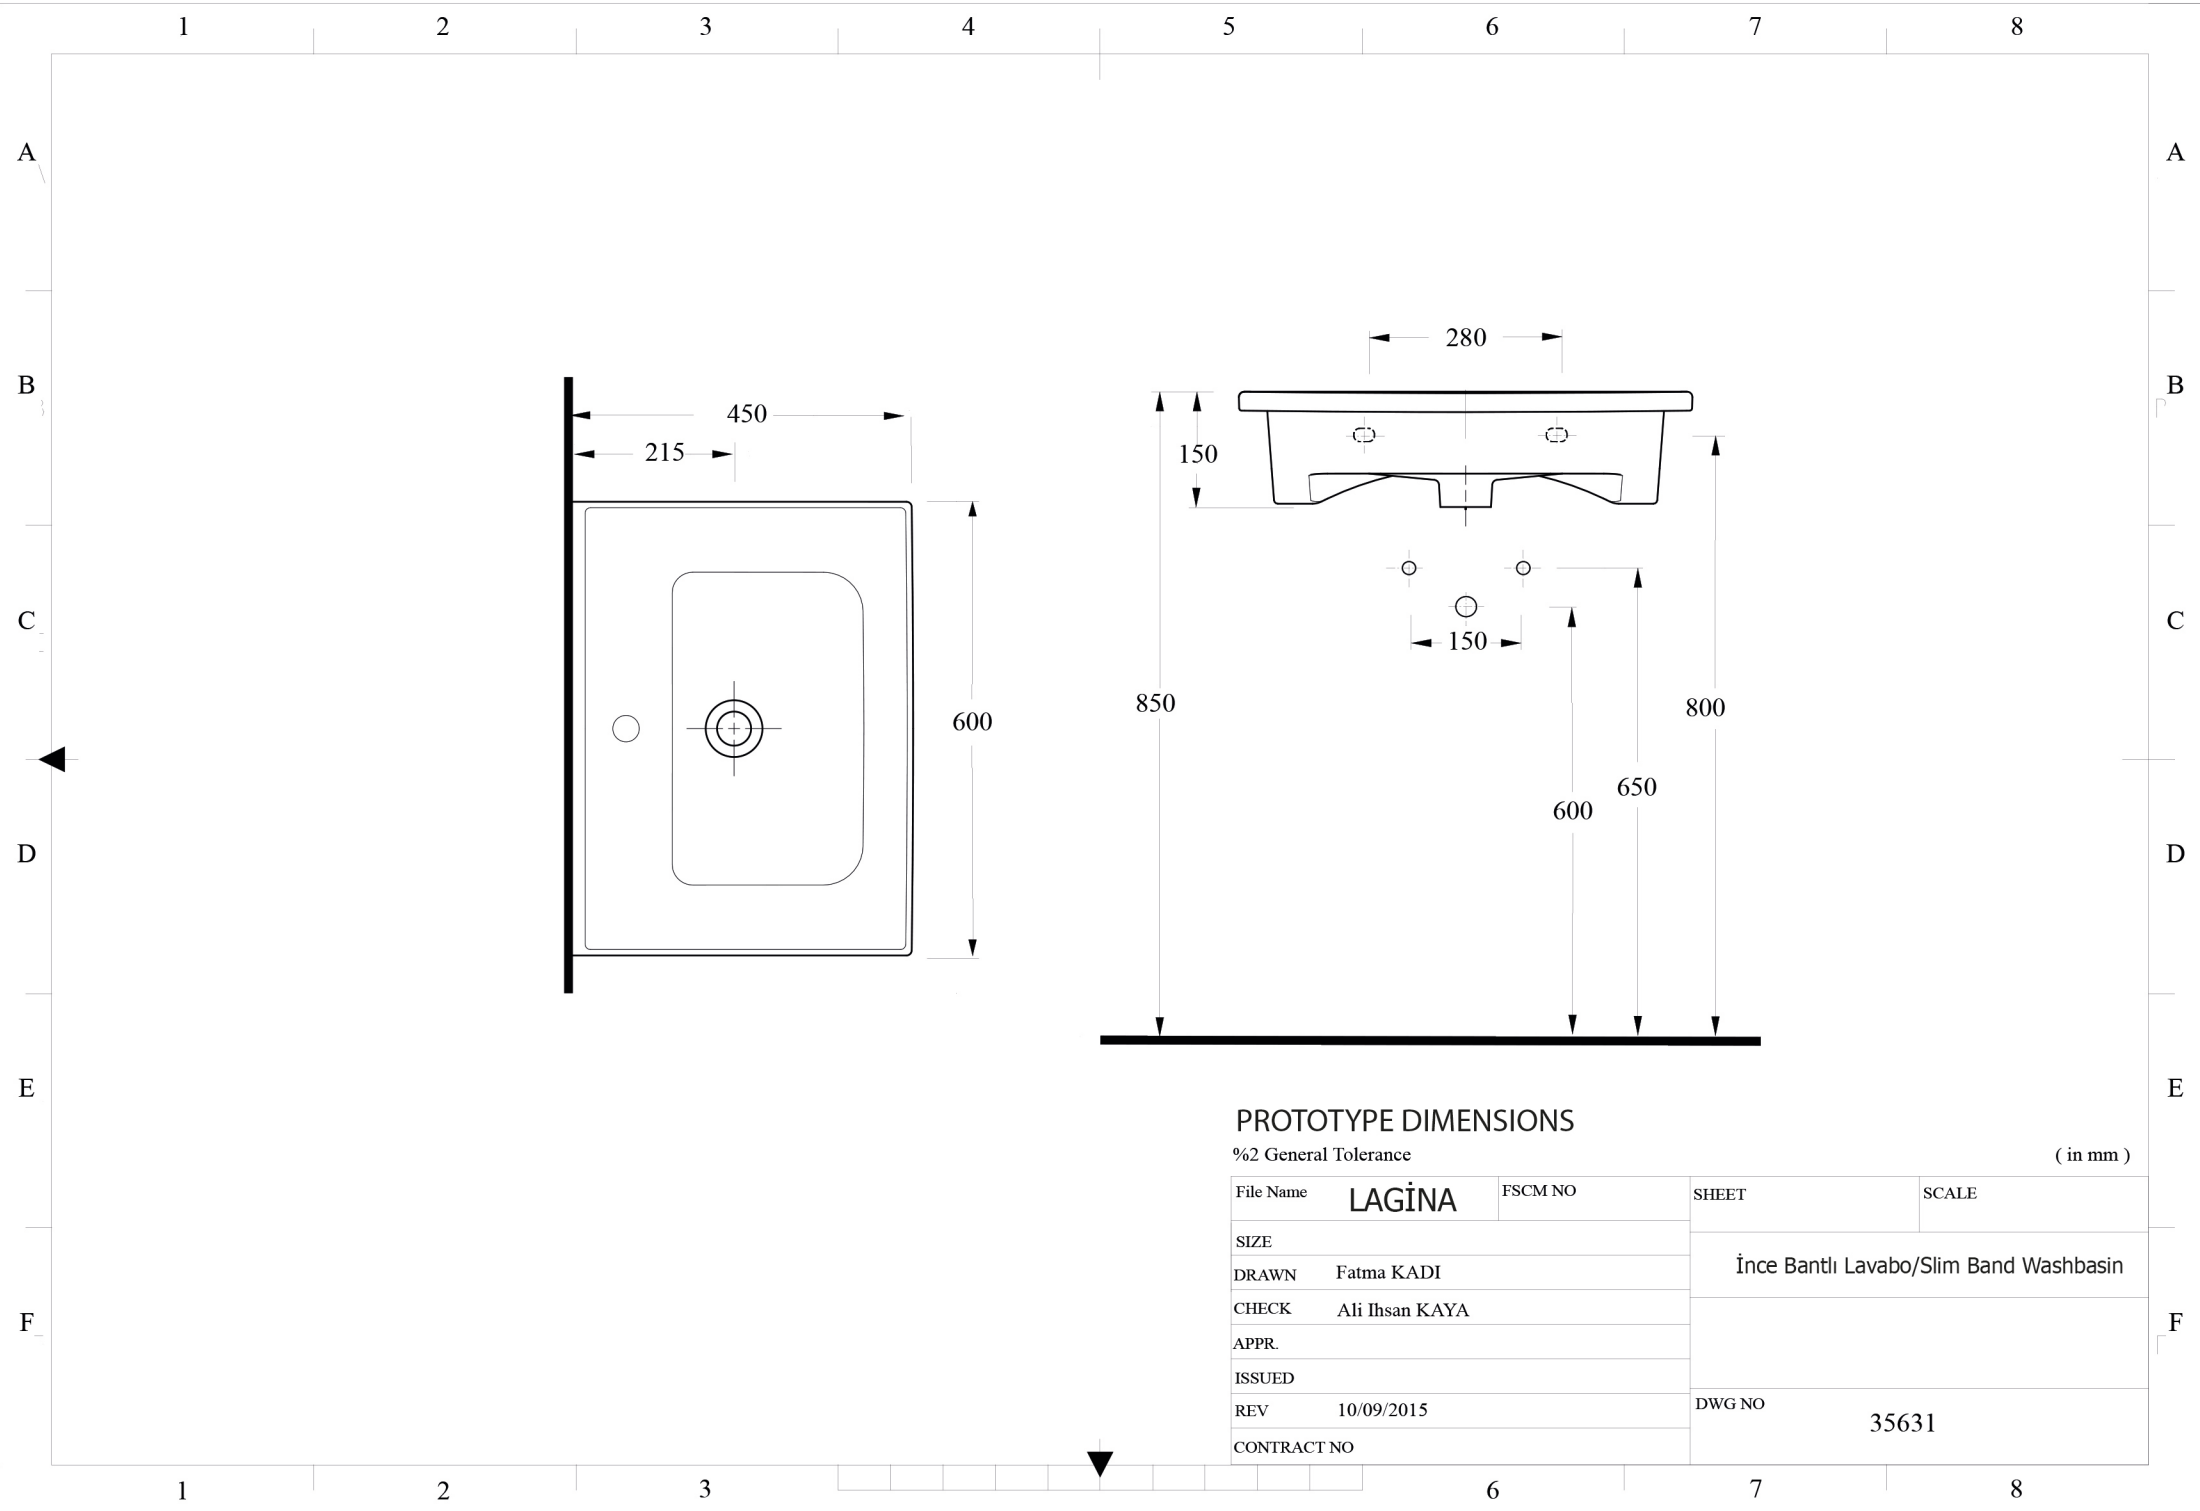 1 2 3 4 5 6 7 8
A A
B B
C C
D D
E E
F F
450
215
600
280
150
150
850
800
650
600
PROTOTYPE DIMENSIONS
%2 General Tolerance ( in mm )
File Name LAGİNA FSCM NO SHEET SCALE
SIZE
DRAWN Fatma KADI
İnce Bantlı Lavabo/Slim Band Washbasin
CHECK Ali Ihsan KAYA
APPR.
ISSUED
REV 10/09/2015
DWG NO 35631
CONTRACT NO
1 2 3 6 7 8